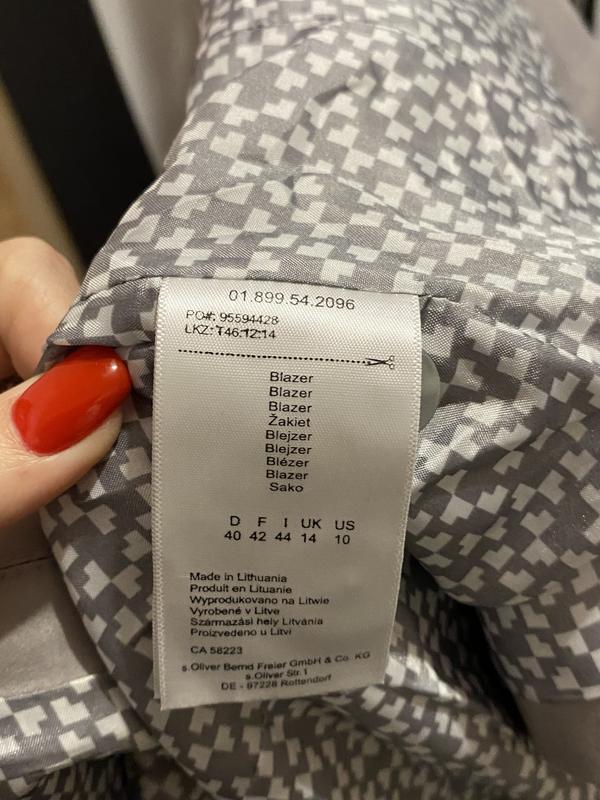 01.899.54.2096
PO#: 95594428
LKZ: T46.12.14
Blazer
Blazer
Blazer
Žakiet
Blejzer
Blejzer
Blézer
Blazer
Sako
D F I UK US
40 42 44 14 10
Made in Lithuania
Produit en Lituanie
Wyprodukowano na Litwie
Vyrobené v Litve
Származási hely Litvánia
Proizvedeno u Litvi
CA 58223
s.Oliver Bernd Freier GmbH & Co. KG
s.Oliver Str.1
DE - 97228 Rottendorf